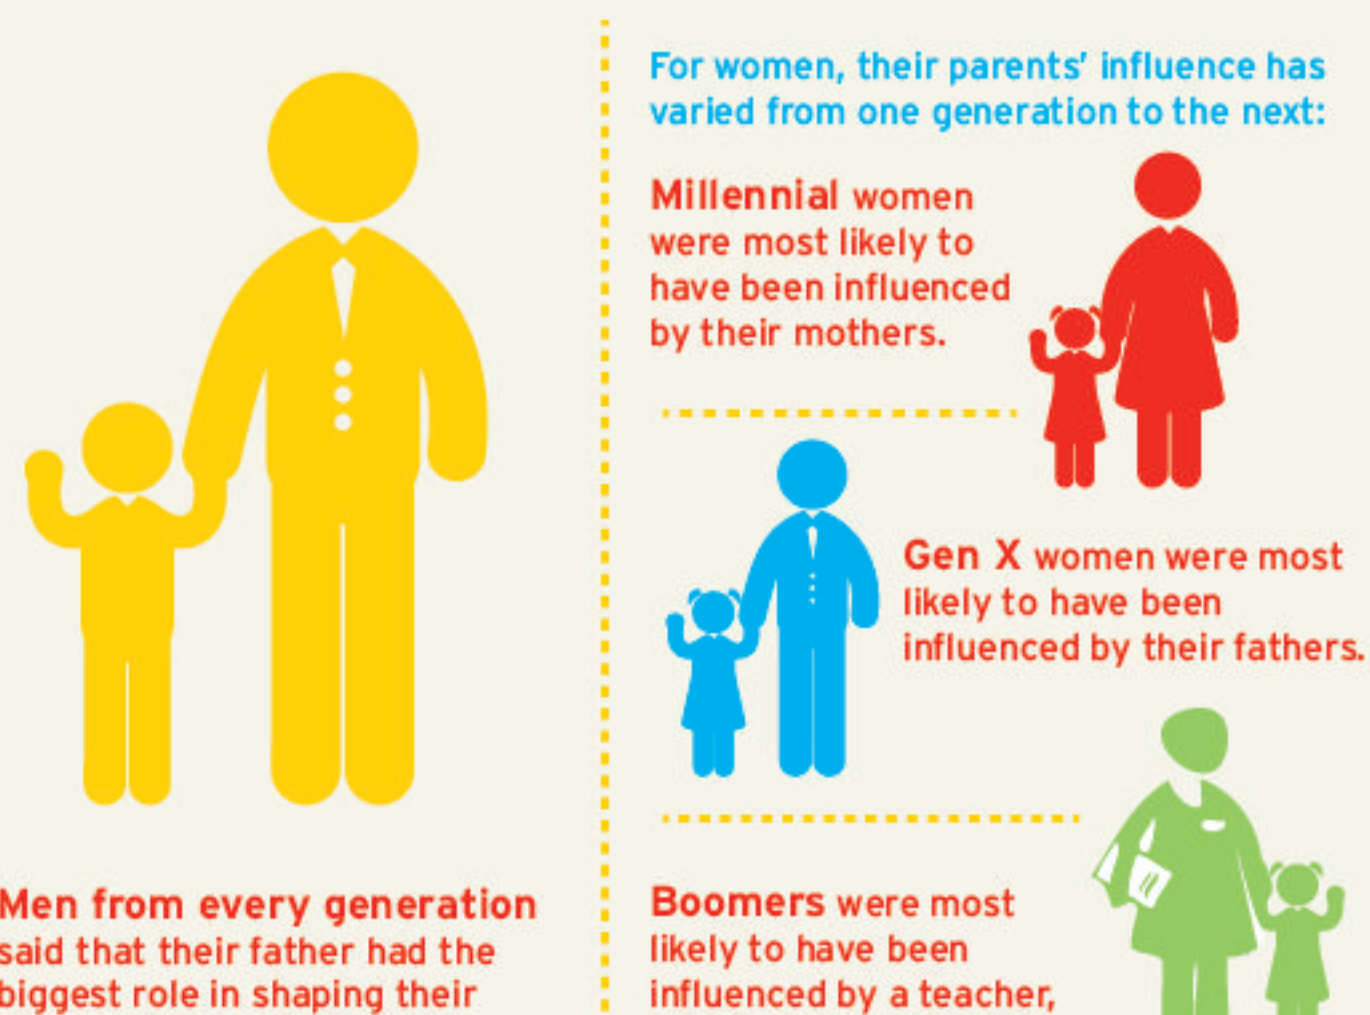 For women, their parents' influence has
varied from one generation to the next:
Millennial women
were most likely to
have been influenced
by their mothers.
Gen X women were most
likely to have been
influenced by their fathers.
Men from every generation
said that their father had the
biggest role in shaping their
Boomers were most
likely to have been
influenced by a teacher,